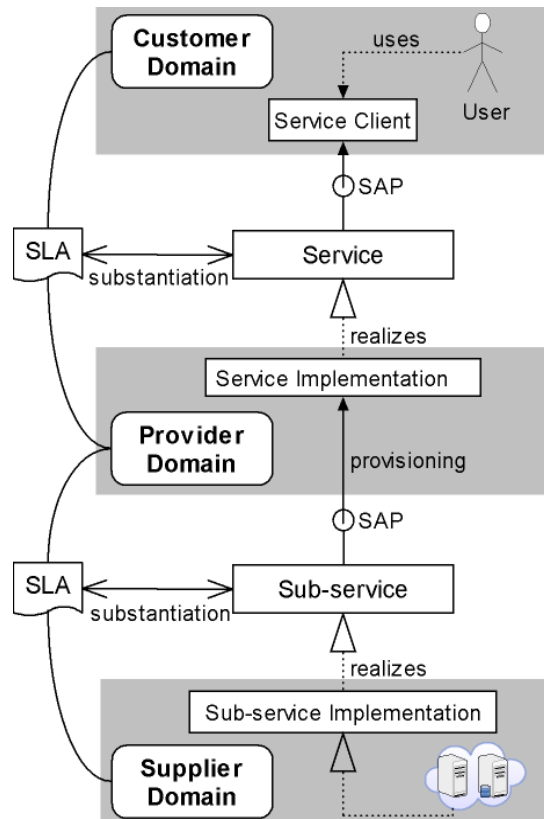 Customer
Domain
uses
User
Service Client
SAP
SLA
substantiation
Service
realizes
Service Implementation
Provider
Domain
provisioning
SAP
SLA
substantiation
Sub-service
realizes
Sub-service Implementation
Supplier
Domain